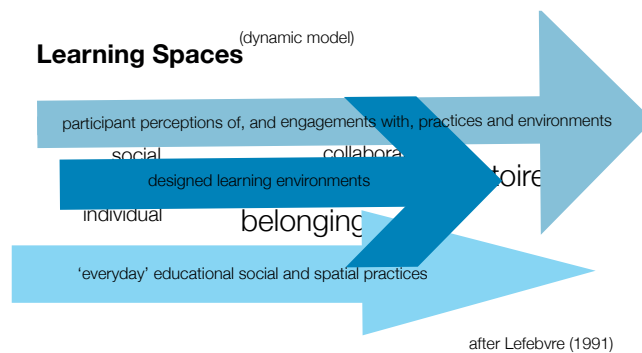 (dynamic model)
Learning Spaces
participant perceptions of, and engagements with, practices and environments
social
designed learning environments
individual
belonging
'everyday' educational social and spatial practices
after Lefebvre (1991)